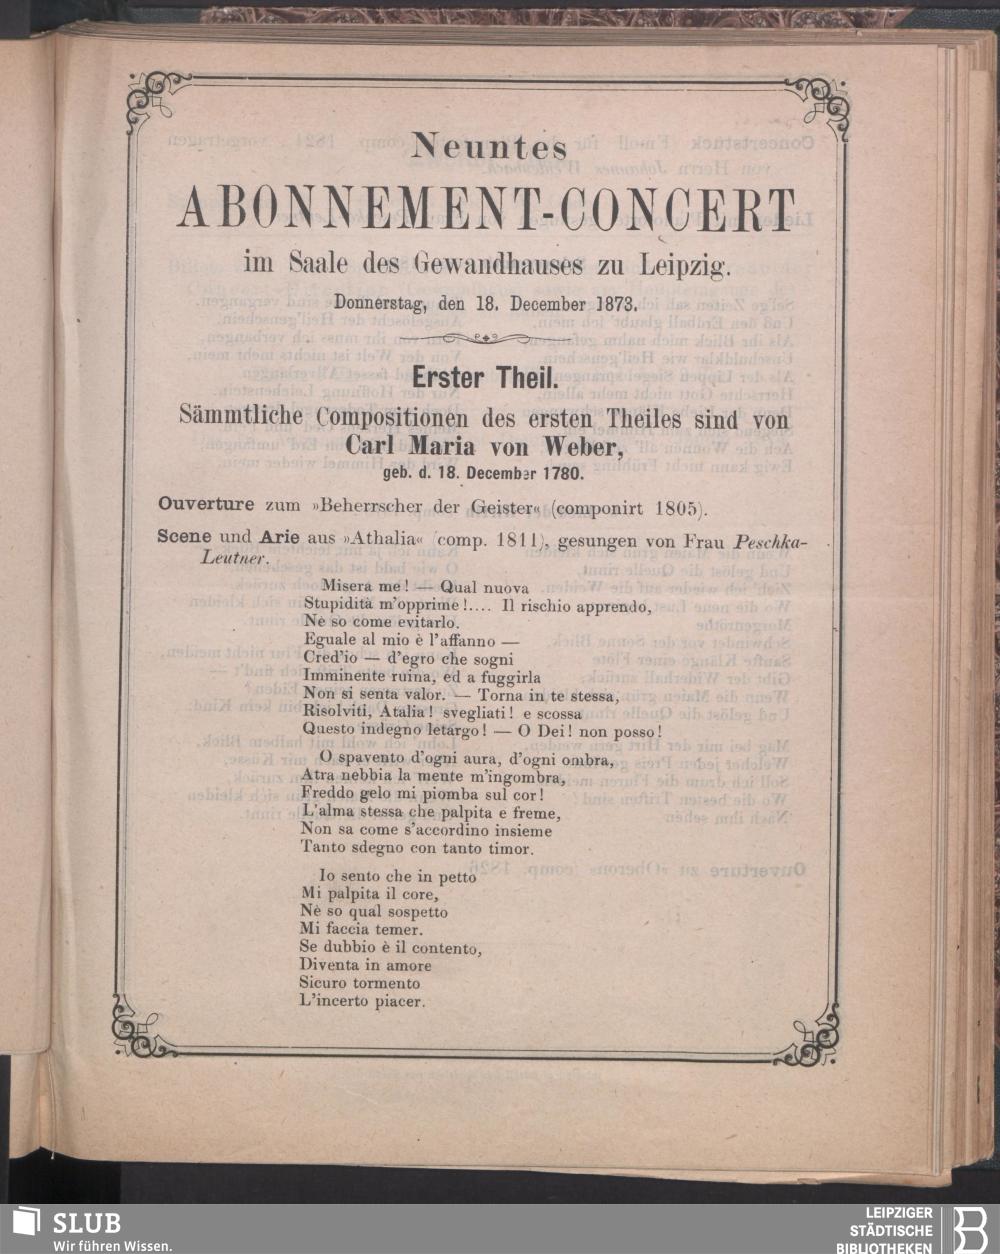 Neuntes
ABONNEMENT-CONCERT
im Saale des Gewandhauses zu Leipzig.
Donnerstag, den 18. December 1873.
Erster Theil.
Sämmtliche Compositionen des ersten Theiles sind von
Carl Maria von Weber,
geb. d. 18. December 1780.
Ouverture zum »Beherrscher der Geister« (componirt 1805).
Scene und Arie aus »Athalia« (comp. 1811), gesungen von Frau Peschka-
Leutner.
Misera me! — Qual nuova
Stupidità m'opprime!.... Il rischio apprendo,
Nè so come evitarlo.
Eguale al mio è l'affanno —
Cred'io — d'egro che sogni
Imminente ruina, ed a fuggirla
Non si senta valor. — Torna in te stessa,
Risolviti, Atalia! svegliati! e scossa
Questo indegno letargo! — O Dei! non posso!
O spavento d'ogni aura, d'ogni ombra,
Atra nebbia la mente m'ingombra,
Freddo gelo mi piomba sul cor!
L'alma stessa che palpita e freme,
Non sa come s'accordino insieme
Tanto sdegno con tanto timor.
Io sento che in petto
Mi palpita il core,
Nè so qual sospetto
Mi faccia temer.
Se dubbio è il contento,
Diventa in amore
Sicuro tormento
L'incerto piacer.
SLUB
Wir führen Wissen.
LEIPZIGER
STÄDTISCHE
BIBLIOTHEKEN